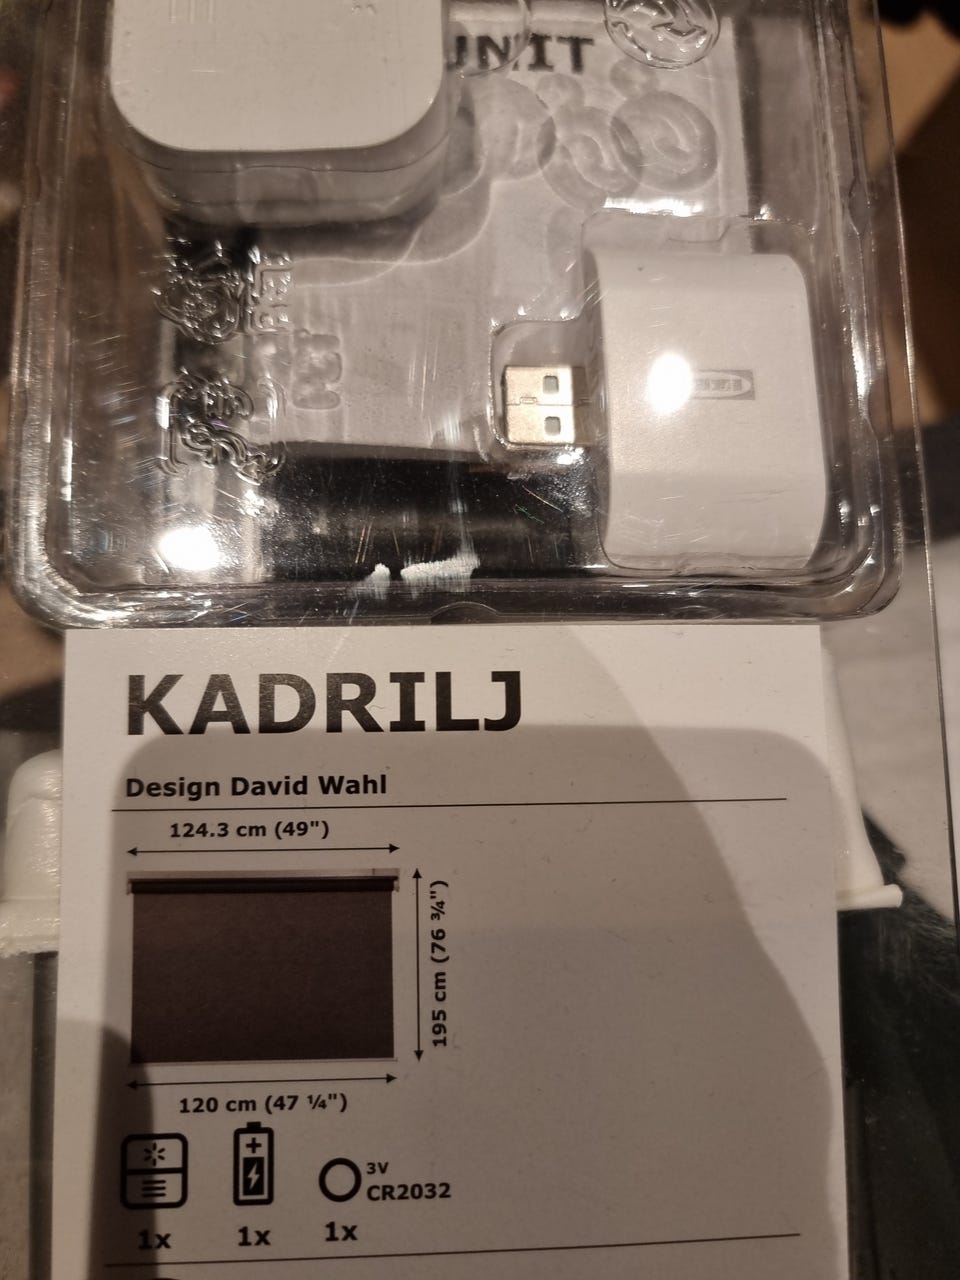 UNIT
KADRILJ
Design David Wahl
124.3 cm (49")
195 cm (76 ¾")
120 cm (47 ¼")
3V
CR2032
1x
1x
1x